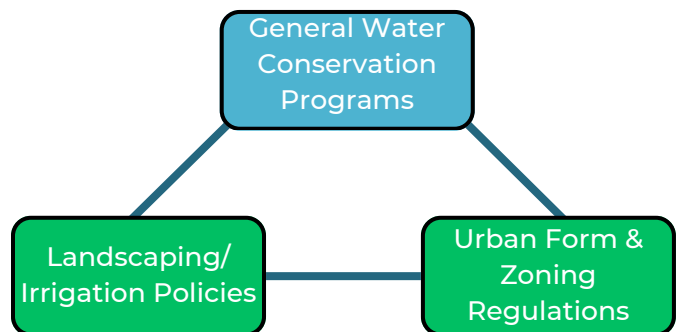 General Water
Conservation
Programs
Landscaping/
Irrigation Policies
Urban Form &
Zoning
Regulations